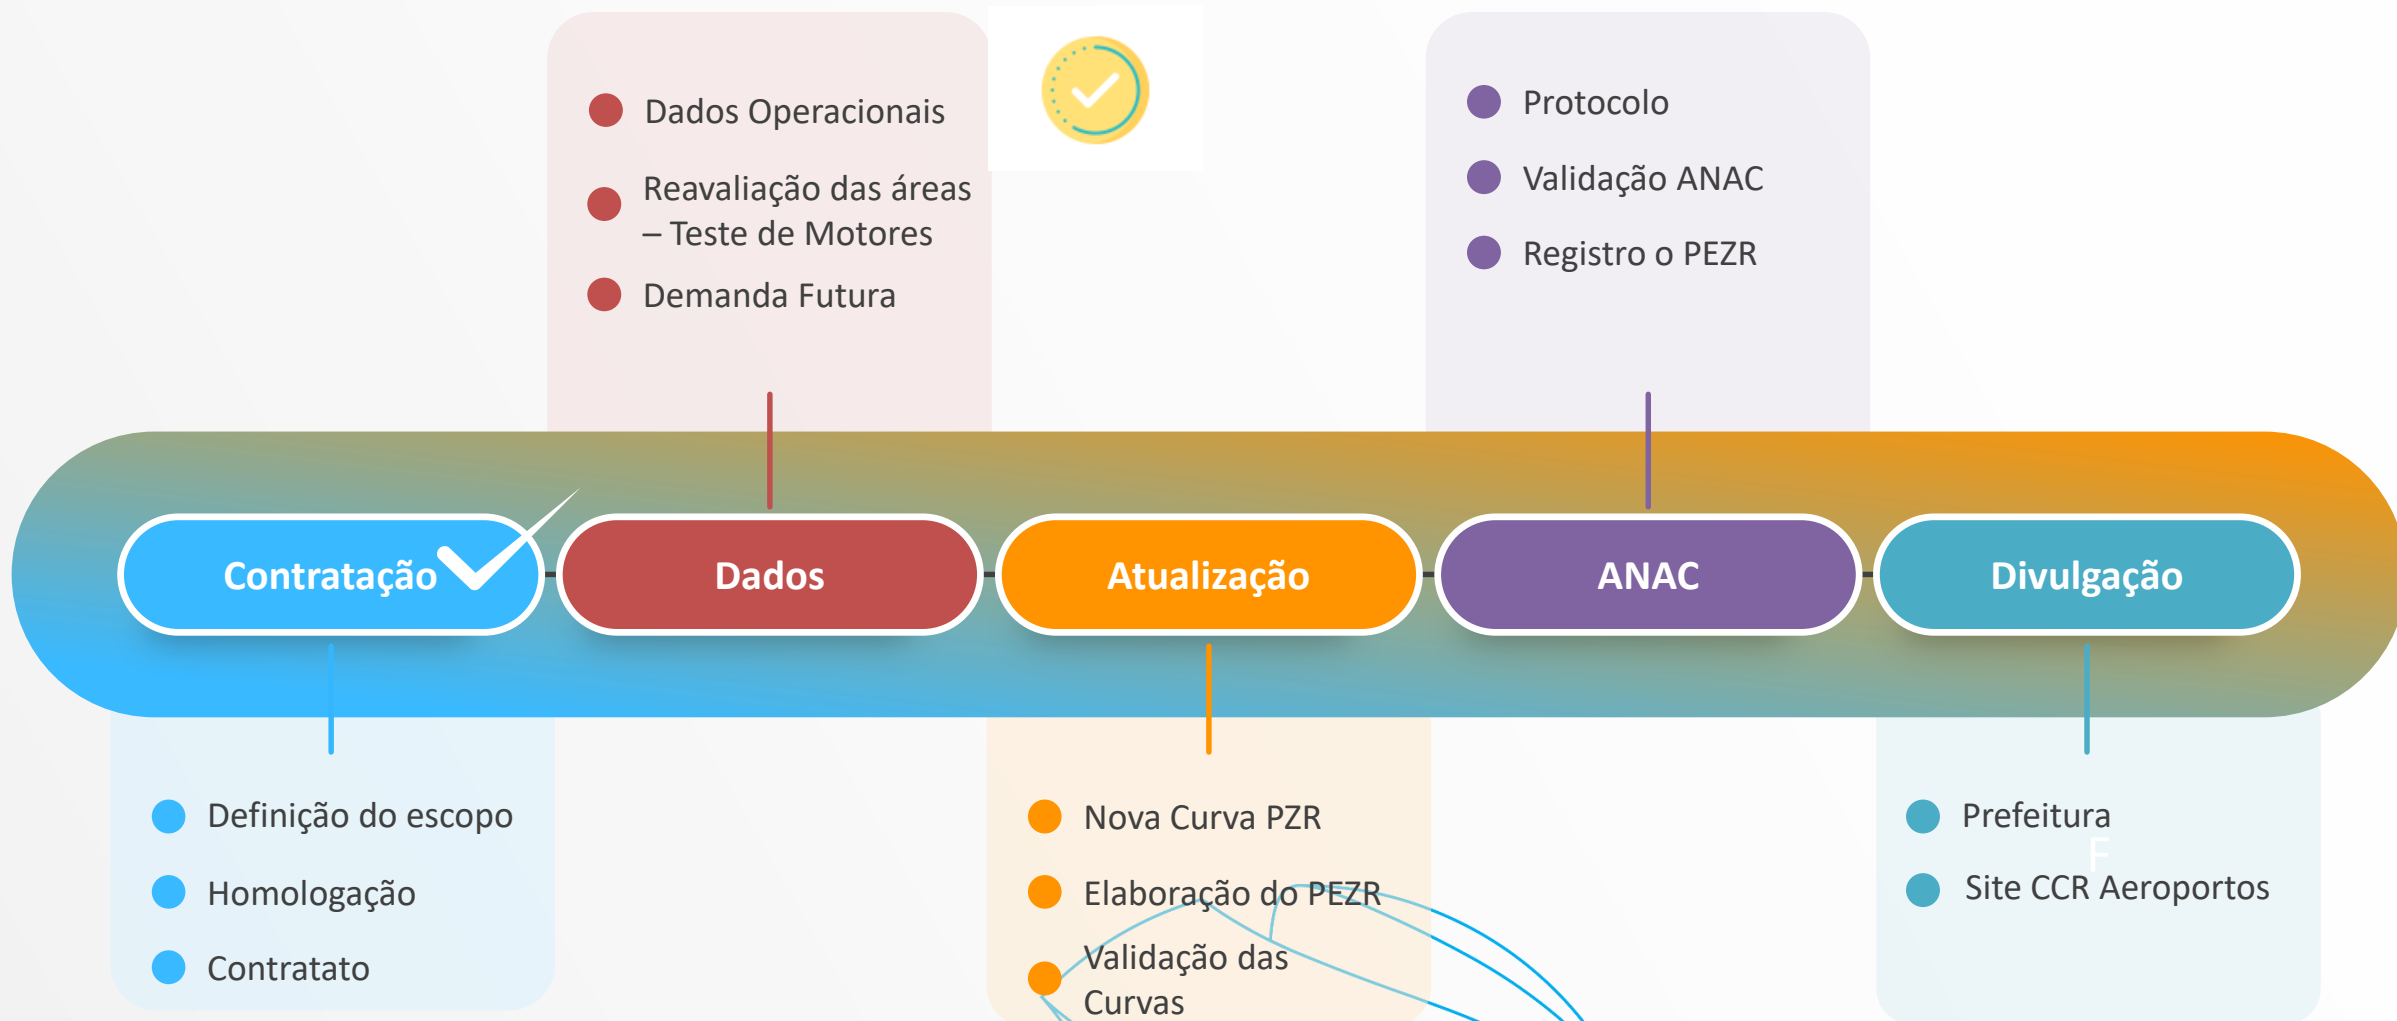 Dados Operacionais
Reavaliação das áreas
– Teste de Motores
Demanda Futura
Protocolo
Validação ANAC
Registro o PEZR
Contratação
Dados
Atualização
ANAC
Divulgação
Definição do escopo
Homologação
Contratato
Nova Curva PZR
Elaboração do PEZR
Validação das
Curvas
Prefeitura
F
Site CCR Aeroportos